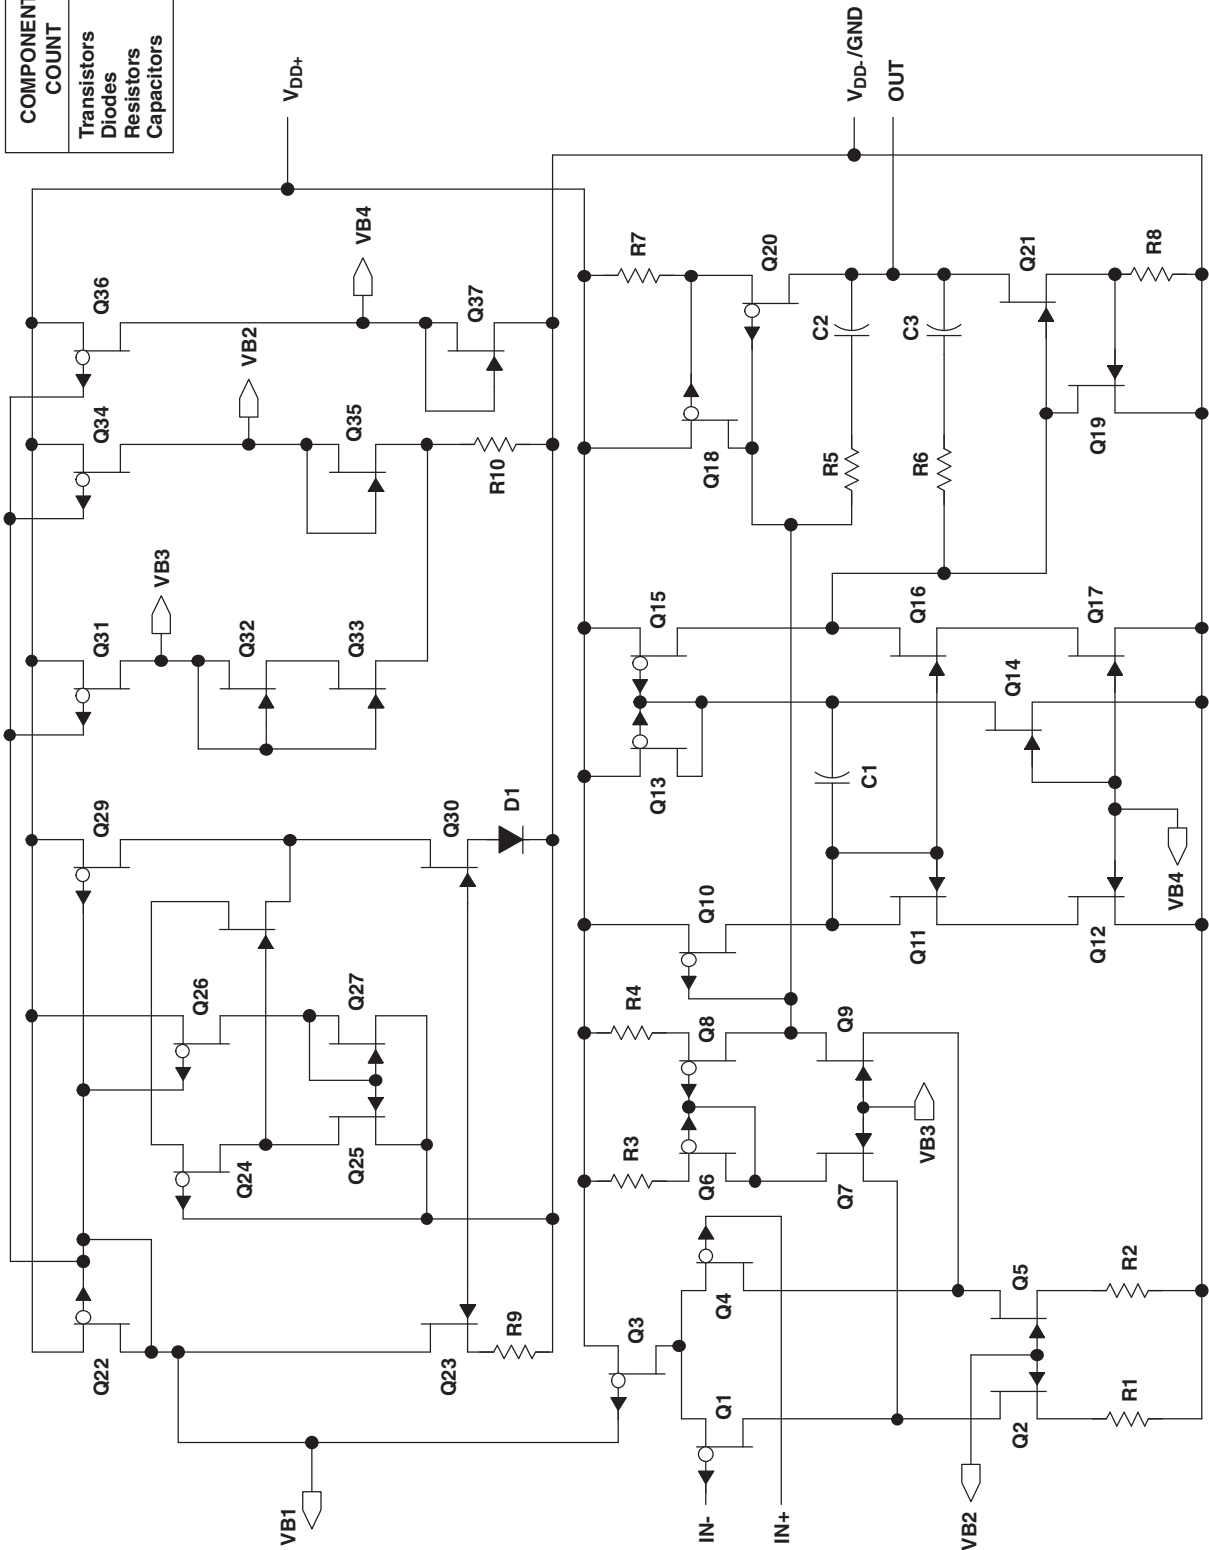 COMPONENT
COUNT
Transistors
Diodes
Resistors
Capacitors
VDD+
Q36
VB4
Q37
Q34
VB2
Q35
R10
Q31
VB3
Q32
Q33
Q29
Q30
D1
Q26
Q27
Q24
Q25
Q22
Q23
R9
VB1
VDD-/GND
OUT
R7
Q20
Q18
C2
R5
C3
R6
Q21
Q19
R8
Q15
Q13
Q16
Q17
Q14
C1
Q10
Q11
Q12
VB4
R4
Q8
Q9
R3
Q6
Q7
VB3
Q3
Q4
Q1
Q5
Q2
R2
R1
IN-
IN+
VB2